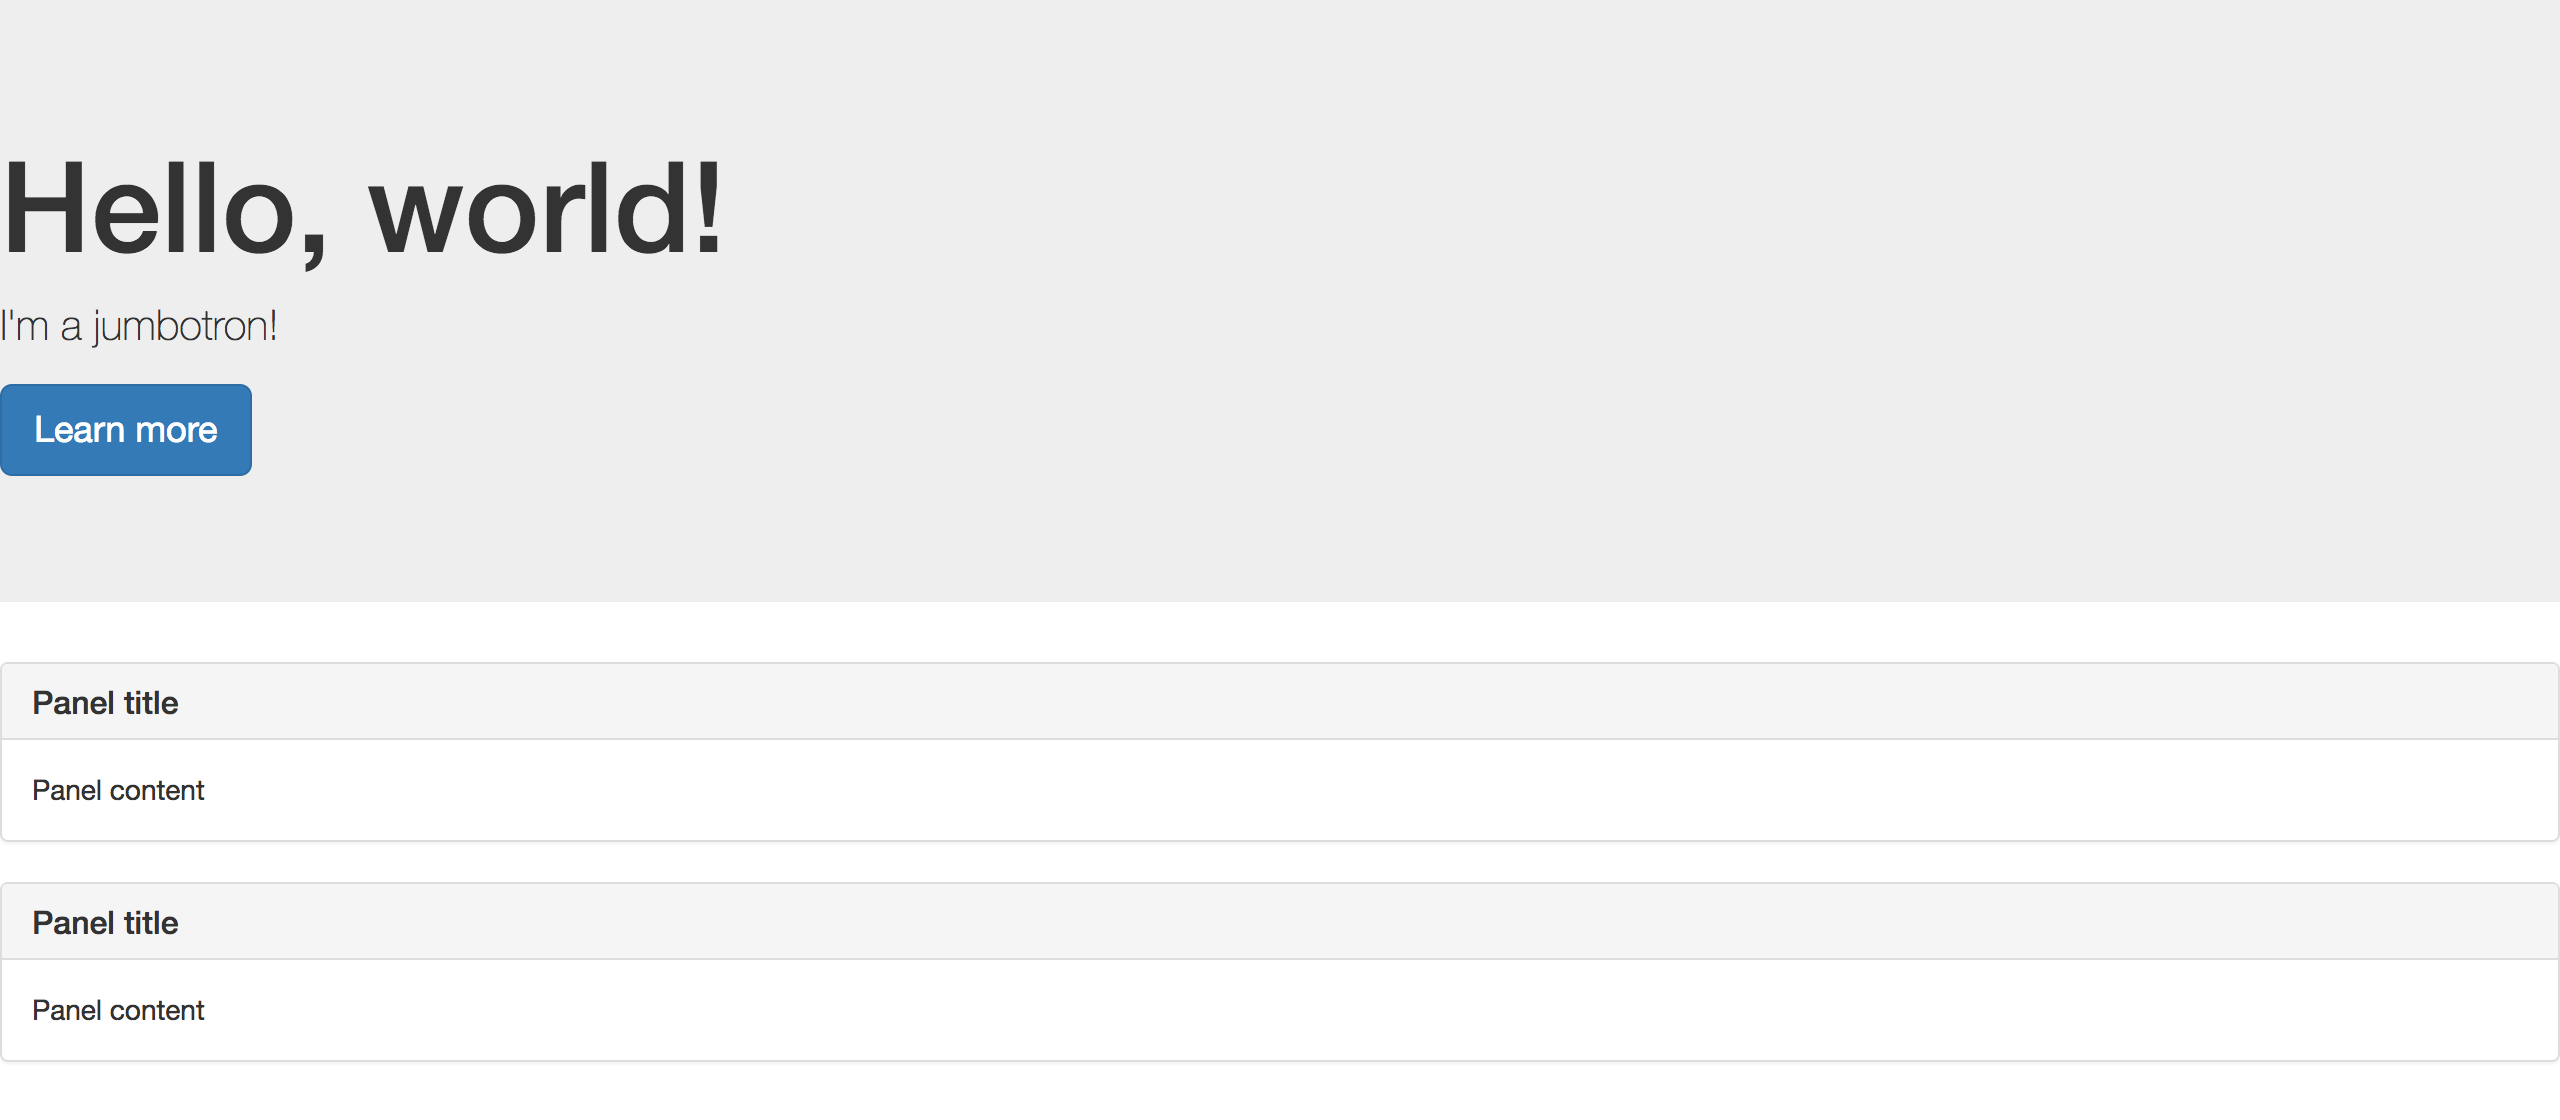 Hello, world!
I'm a jumbotron!
Learn more
Panel title
Panel content
Panel title
Panel content